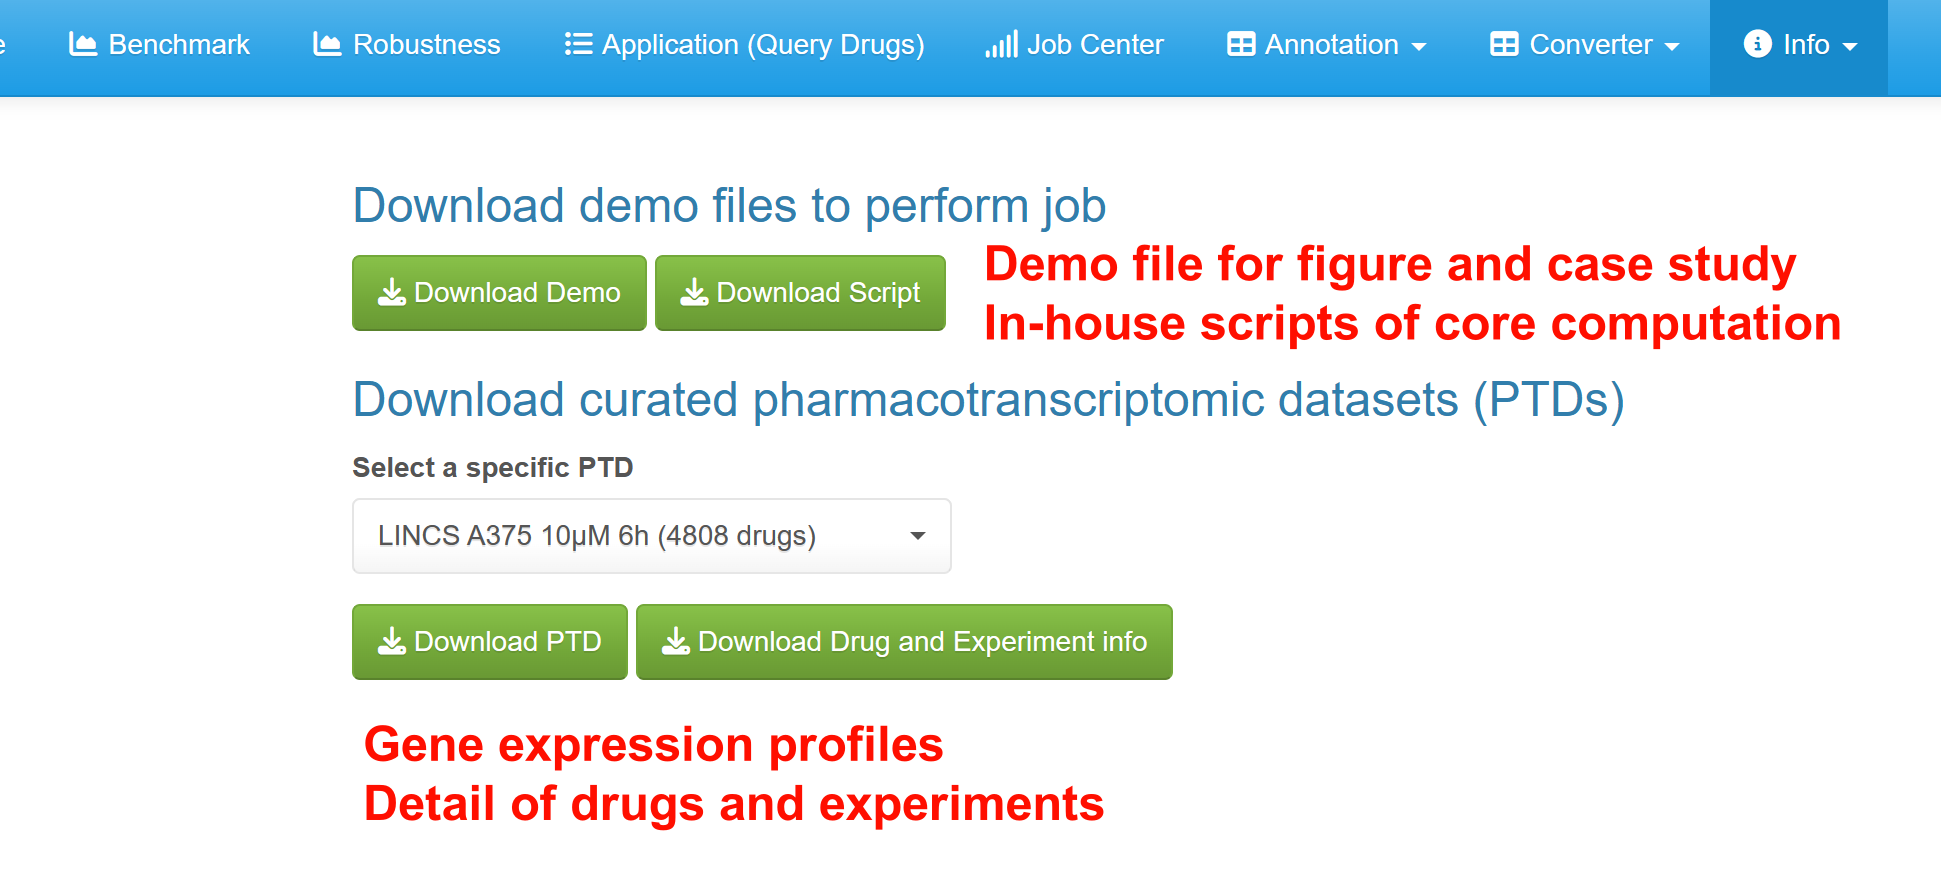 e Benchmark Robustness Application (Query Drugs) Job Center Annotation Converter Info
Download demo files to perform job
Download Demo Download Script
Demo file for figure and case study
In-house scripts of core computation
Download curated pharmacotranscriptomic datasets (PTDs)
Select a specific PTD
LINCS A375 10μM 6h (4808 drugs)
Download PTD Download Drug and Experiment info
Gene expression profiles
Detail of drugs and experiments